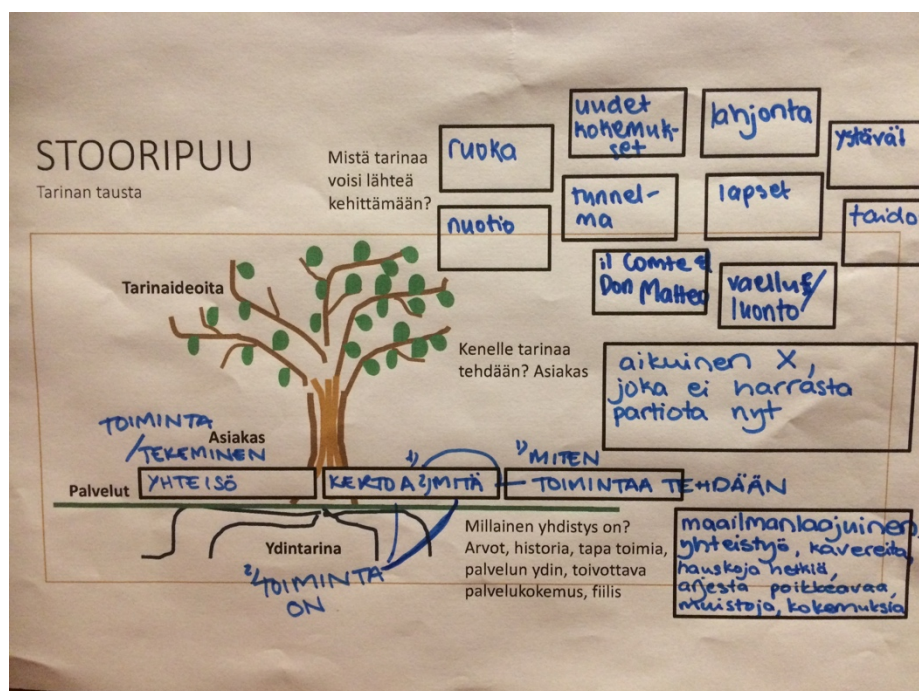 STOORIPUU
Tarinan tausta
Mistä tarinaa
voisi lähteä
kehittämään?
ruoka
uudet
kokemuk-
set
lahjonta
ystävät
nuotio
tunnel-
ma
lapset
taido
il Comte &
Don Matteo
vaellus/
luonto
Tarinaideoita
Kenelle tarinaa
tehdään? Asiakas
aikuinen X,
joka ei harrasta
partiota nyt
TOIMINTA
/TEKEMINEN
Asiakas
Palvelut
YHTEISÖ
1)
KERTOA 2) MITÄ
1) MITEN
TOIMINTAA TEHDÄÄN
Ydintarina
2) TOIMINTA
ON
Millainen yhdistys on?
Arvot, historia, tapa toimia,
palvelun ydin, toivottava
palvelukokemus, fiilis
maailmanlaajuinen,
yhteistyö, kavereita,
hauskoja hetkiä,
arjesta poikkeavaa,
muistoja, kokemuksia